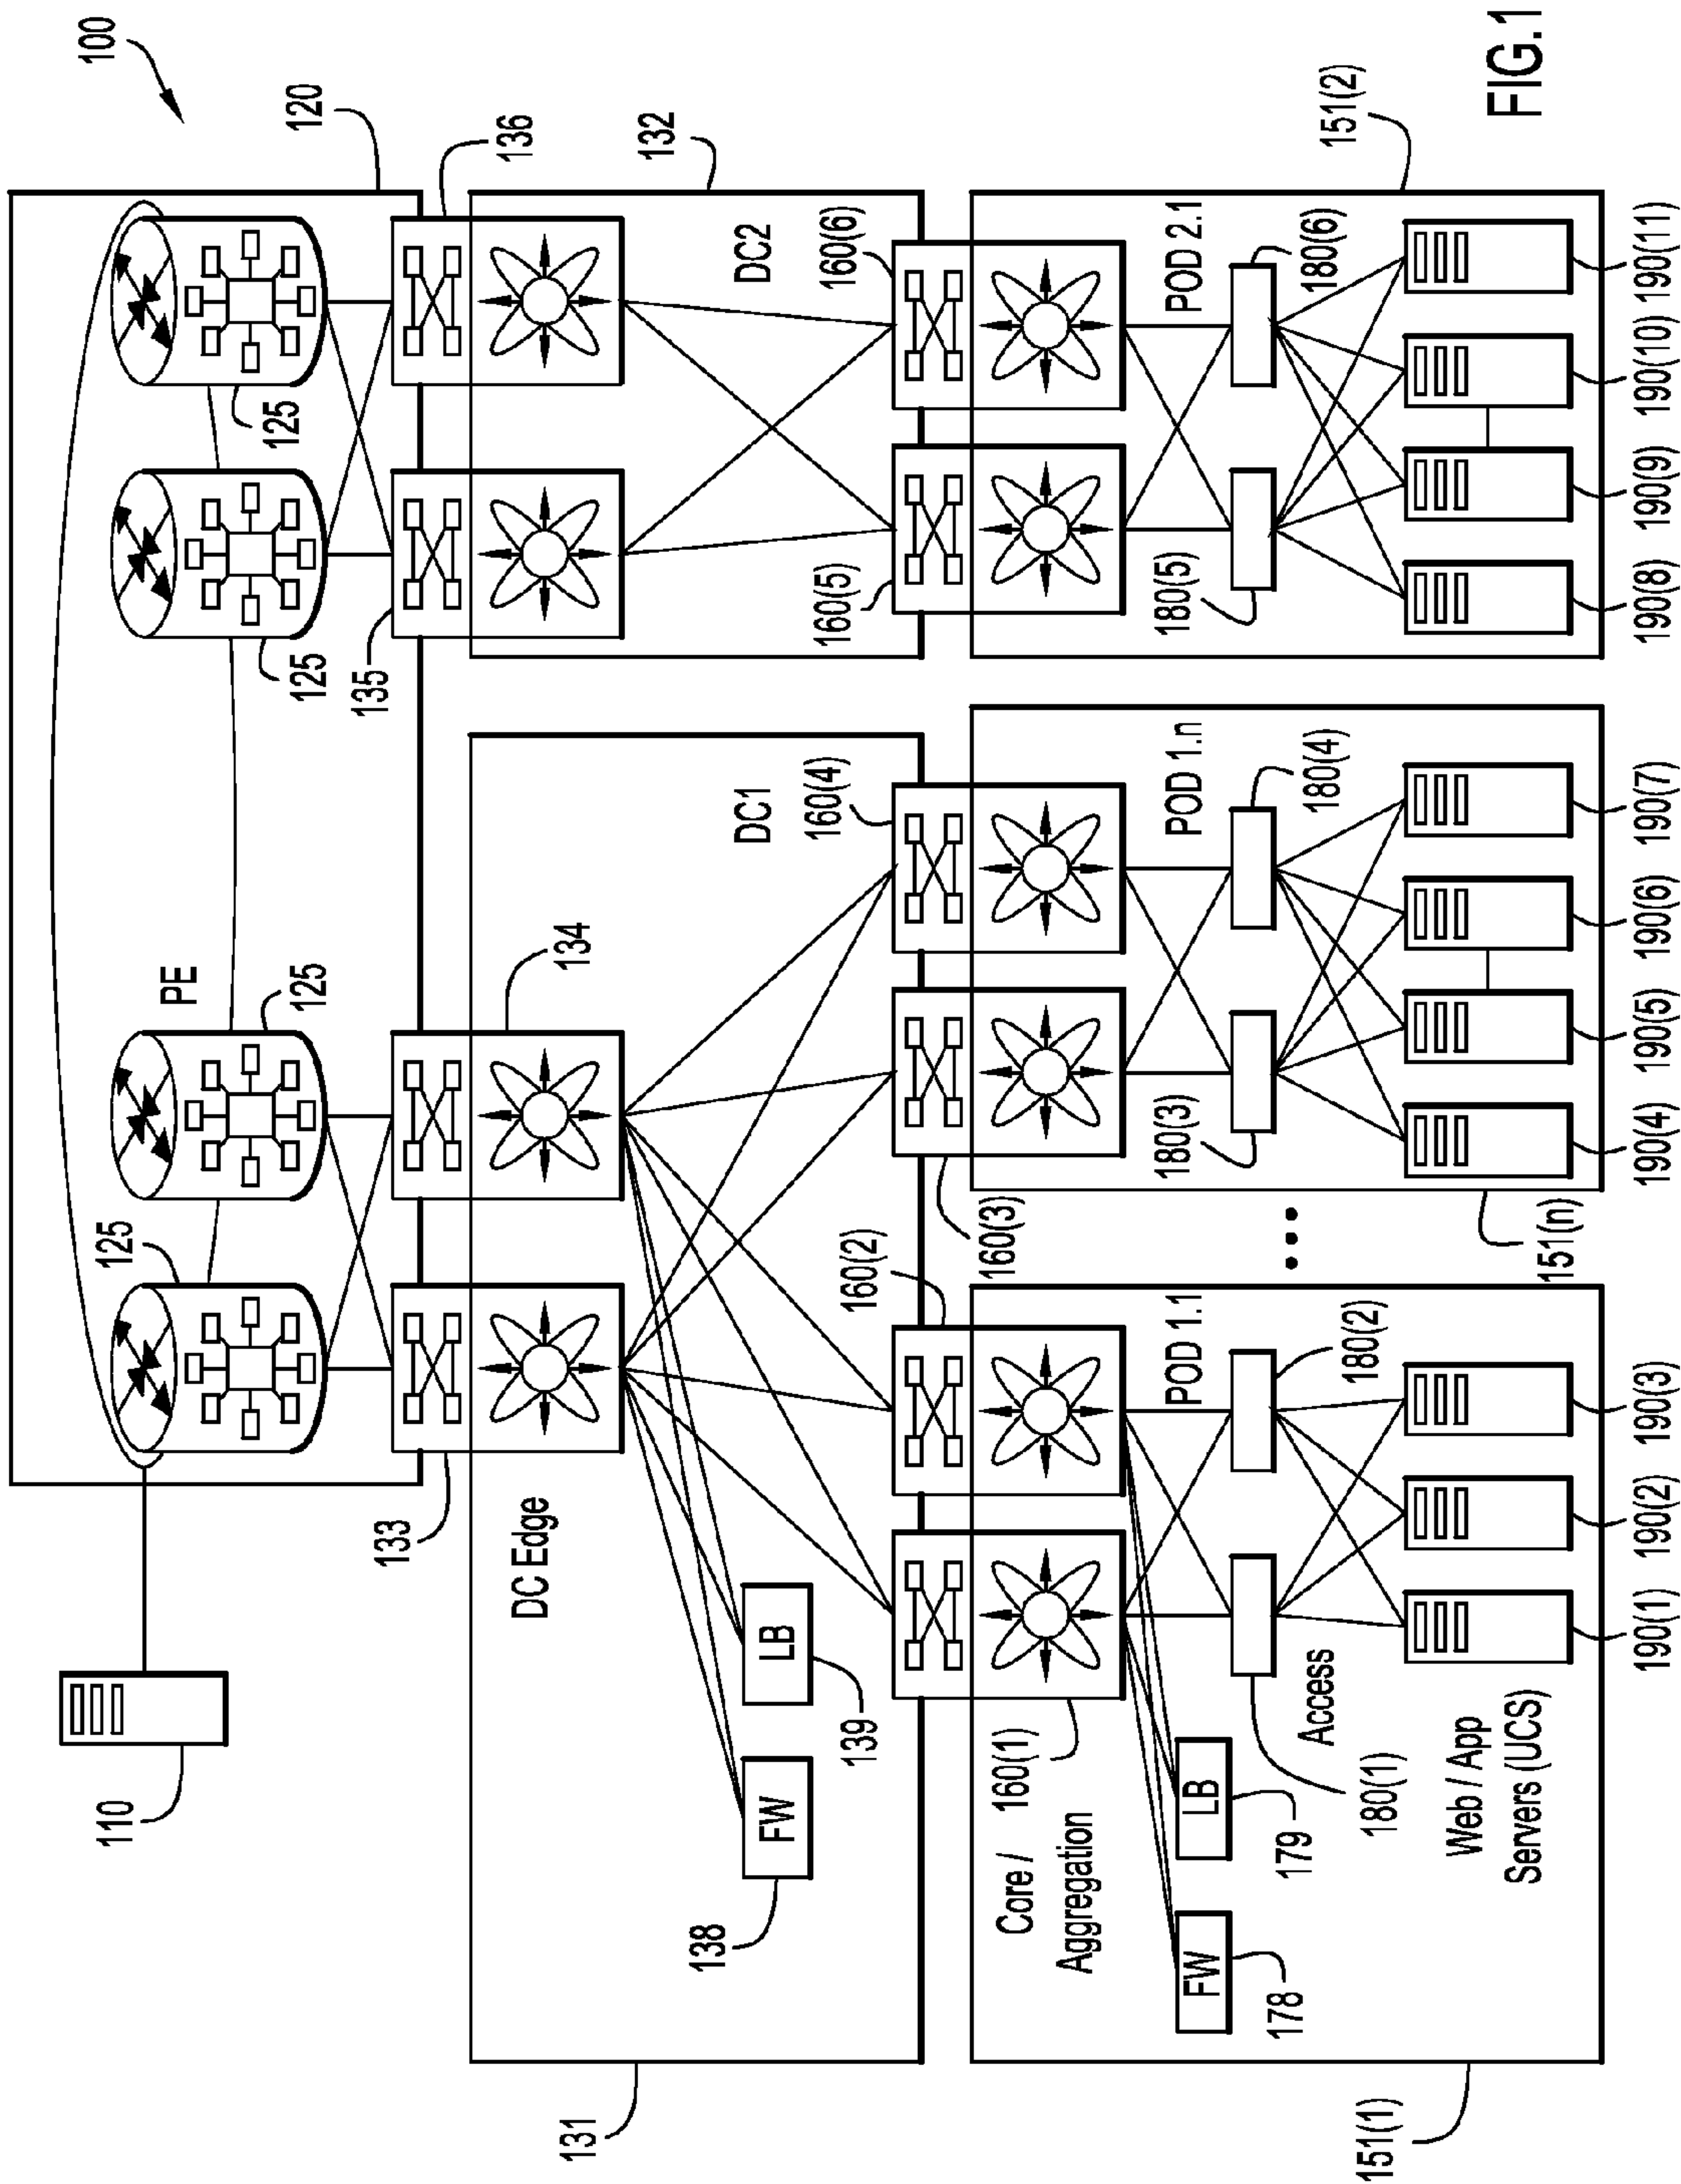 100
110
120
125
125
PE
125
125
133
134
135
136
DC Edge
131
132
138
FW
139
LB
DC1
DC2
160(1)
160(2)
160(3)
160(4)
160(5)
160(6)
Core /
Aggregation
178
FW
179
LB
POD 1.1
POD 1.n
POD 2.1
Access
180(1)
180(2)
180(3)
180(4)
180(5)
180(6)
Web / App
Servers (UCS)
151(1)
151(n)
151(2)
190(1)
190(2)
190(3)
190(4)
190(5)
190(6)
190(7)
190(8)
190(9)
190(10)
190(11)
FIG.1